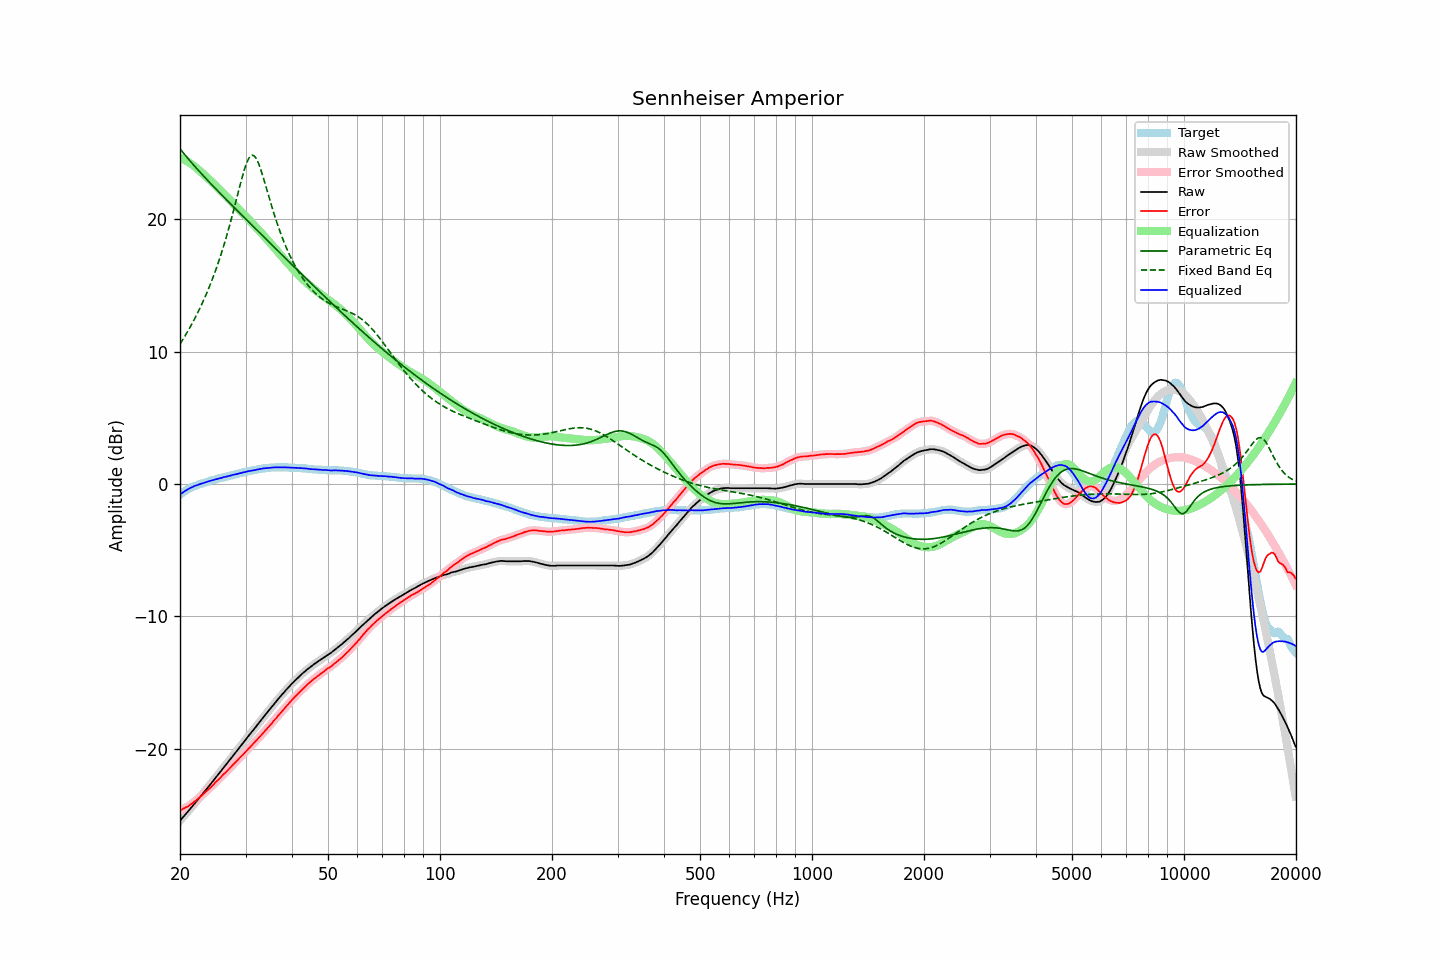 Sennheiser Amperior
Target
Raw Smoothed
Error Smoothed
Raw
Error
Equalization
Parametric Eq
Fixed Band Eq
Equalized
20
10
0
−10
−20
Amplitude (dBr)
20
50
100
200
500
1000
2000
5000
10000
20000
Frequency (Hz)